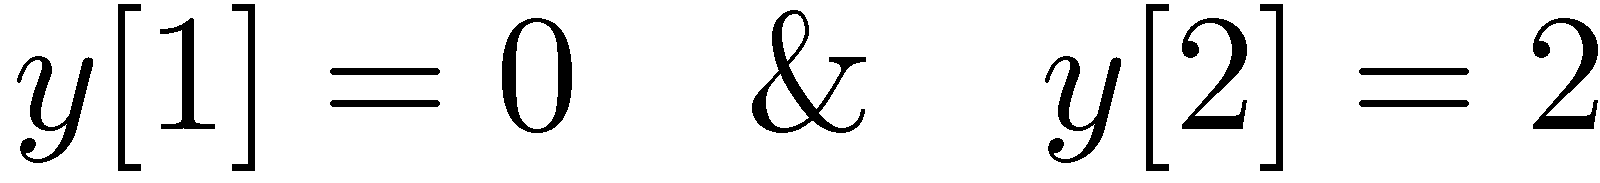 y[1] = 0 & y[2] = 2